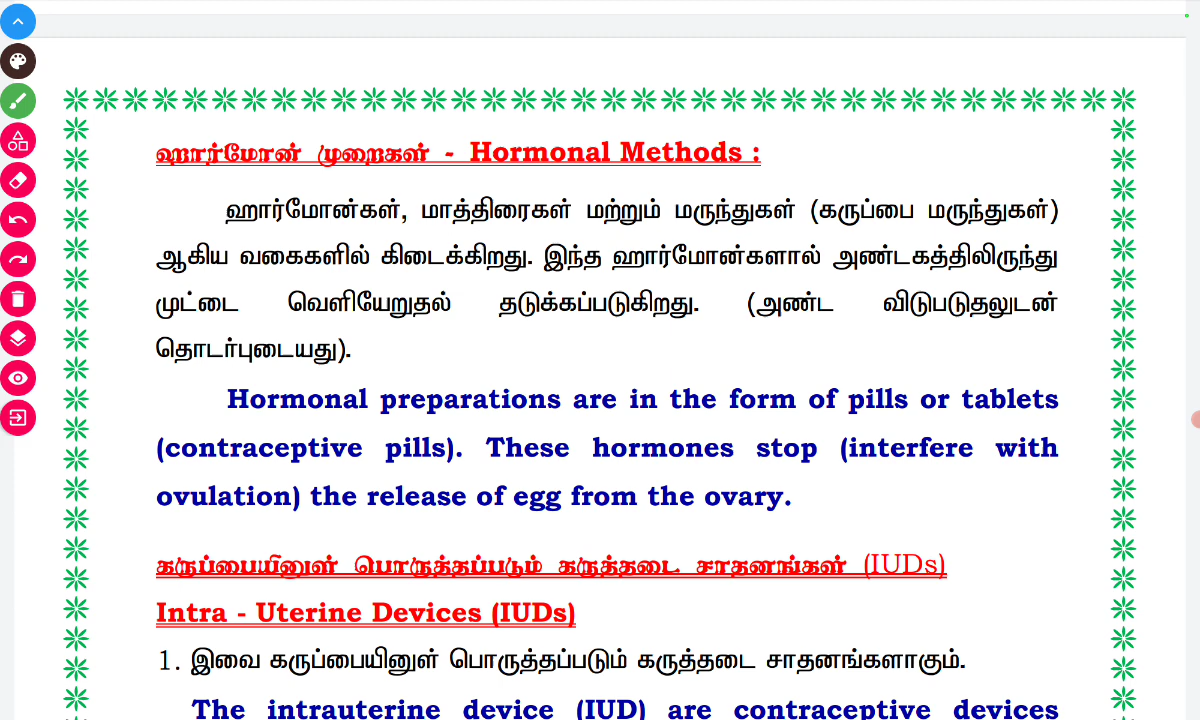 ஹார்மோன் முறைகள் - Hormonal Methods :
ஹார்மோன்கள், மாத்திரைகள் மற்றும் மருந்துகள் (கருப்பை மருந்துகள்)
ஆகிய வகைகளில் கிடைக்கிறது. இந்த ஹார்மோன்களால் அண்டகத்திலிருந்து
முட்டை வெளியேறுதல் தடுக்கப்படுகிறது. (அண்ட விடுபடுதலுடன்
தொடர்புடையது).
Hormonal preparations are in the form of pills or tablets
(contraceptive pills). These hormones stop (interfere with
ovulation) the release of egg from the ovary.
கருப்பையினுள் பொருத்தப்படும் கருத்தடை சாதனங்கள் (IUDs)
Intra - Uterine Devices (IUDs)
1. இவை கருப்பையினுள் பொருத்தப்படும் கருத்தடை சாதனங்களாகும்.
The intrauterine device (IUD) are contraceptive devices